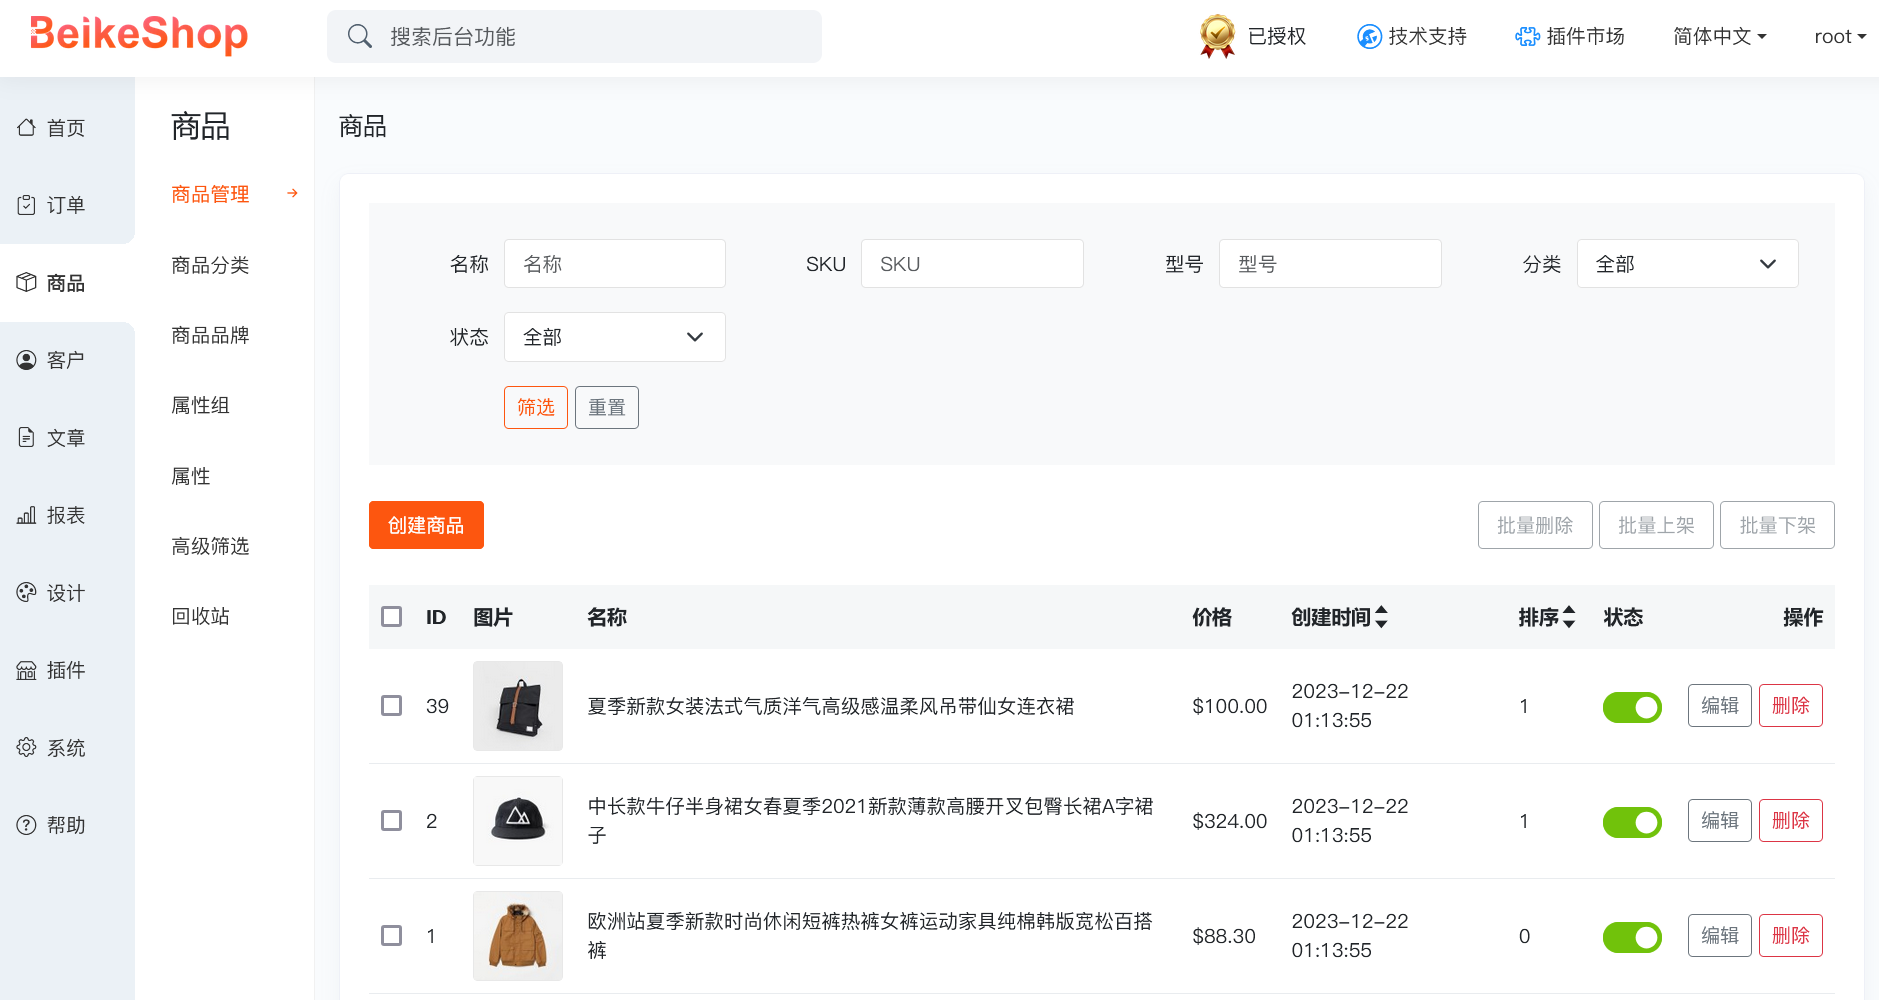 BeikeShop
搜索后台功能
已授权
技术支持
插件市场
简体中文
root
首页
订单
商品
客户
文章
报表
设计
插件
系统
帮助
商品
商品管理
商品分类
商品品牌
属性组
属性
高级筛选
回收站
商品
名称 名称
SKU SKU
型号 型号
分类 全部
状态 全部
筛选 重置
创建商品
批量删除 批量上架 批量下架
ID 图片 名称 价格 创建时间 排序 状态 操作
39 夏季新款女装法式气质洋气高级感温柔风吊带仙女连衣裙 $100.00 2023-12-22 1 编辑 删除
01:13:55
2 中长款牛仔半身裙女春夏季2021新款薄款高腰开叉包臀长裙A字裙 $324.00 2023-12-22 1 编辑 删除
子 01:13:55
1 欧洲站夏季新款时尚休闲短裤热裤女裤运动家具纯棉韩版宽松百搭 $88.30 2023-12-22 0 编辑 删除
裤 01:13:55